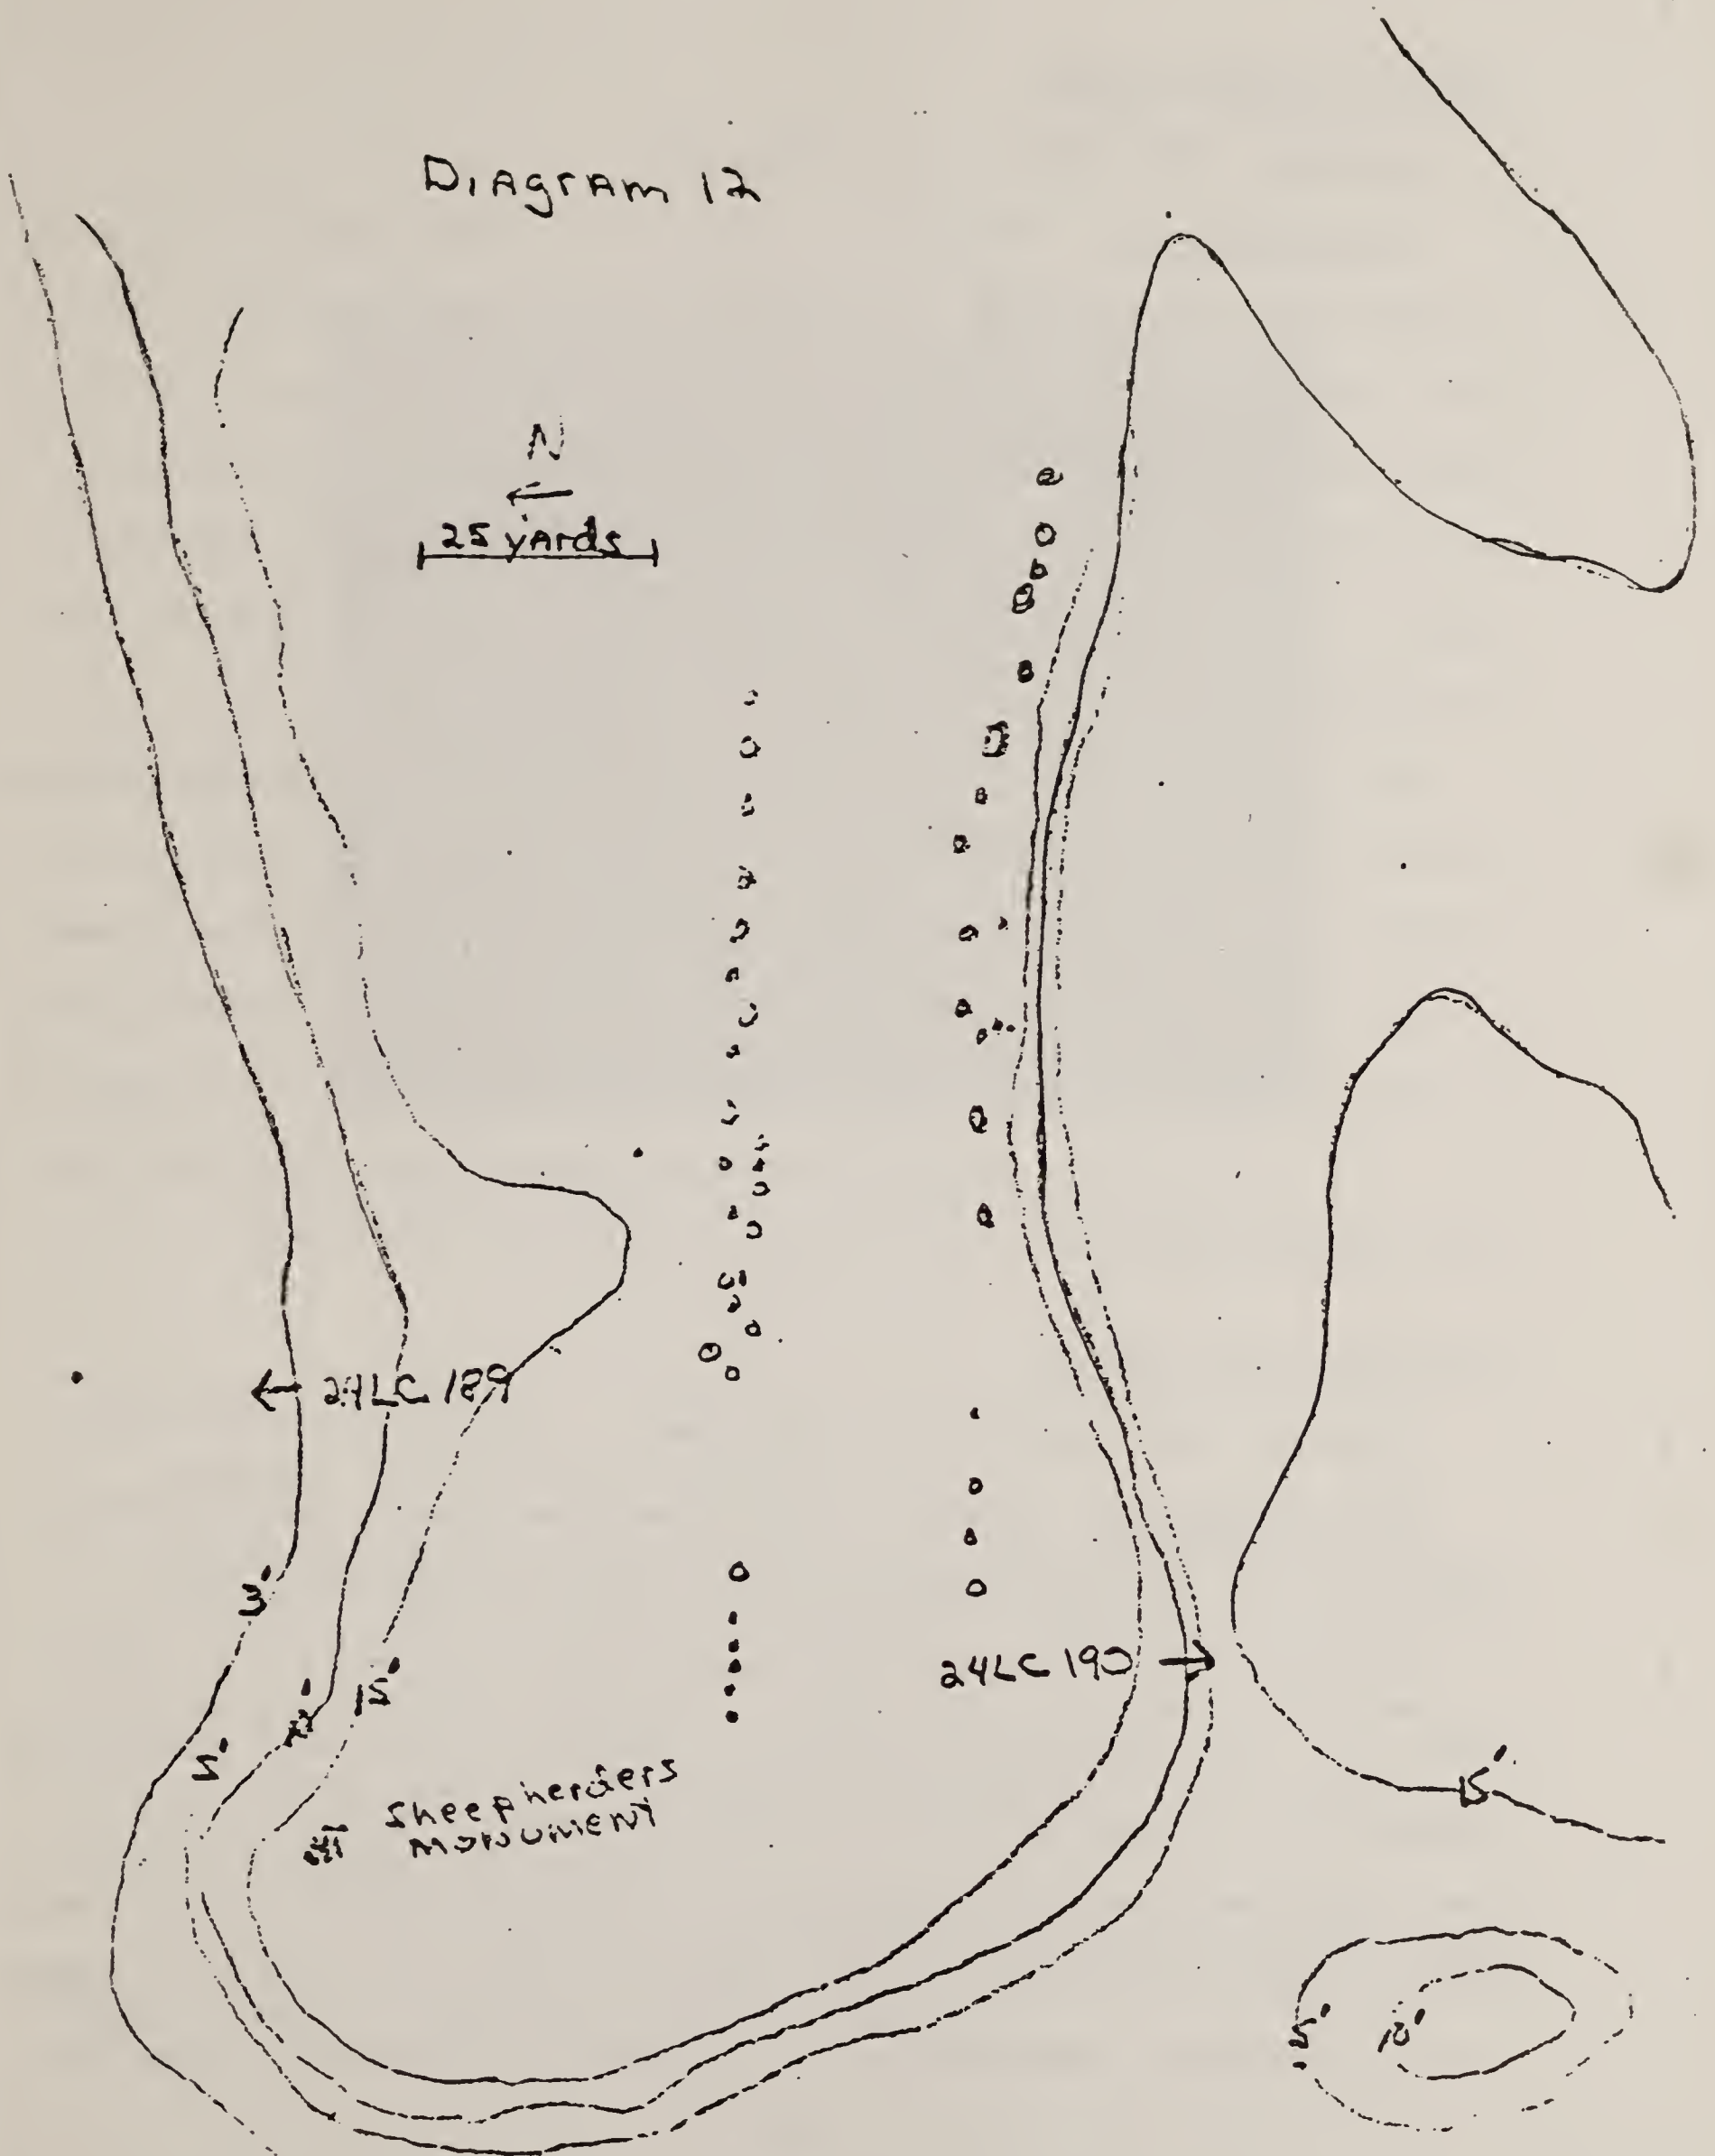 Diagram 12
N
25 yards
24LC 189
3'
24LC 190
15'
5'
15'
Sheepherders
monument
5'
10'